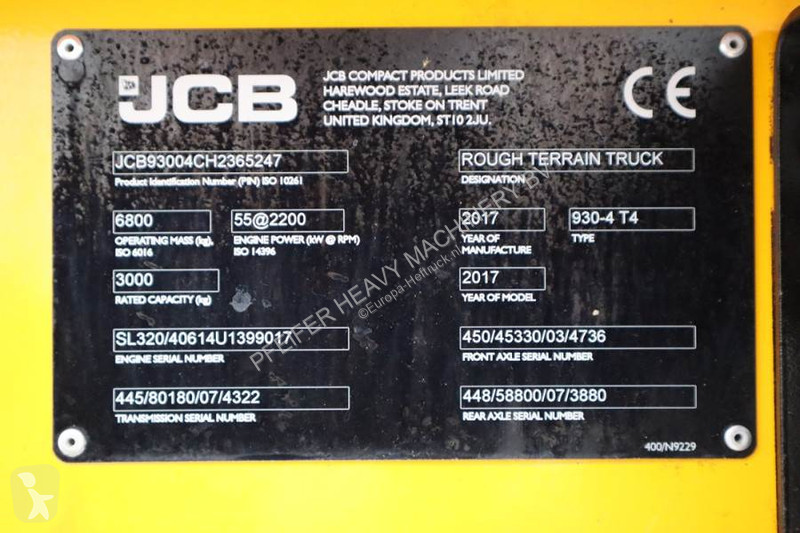 JCB
JCB COMPACT PRODUCTS LIMITED
HAREWOOD ESTATE, LEEK ROAD
CHEADLE, STOKE ON TRENT
UNITED KINGDOM, ST10 2JU.
CE
JCB93004CH2365247
Product Identification Number (PIN) ISO 10261
ROUGH TERRAIN TRUCK
DESIGNATION
6800
OPERATING MASS (kg),
ISO 6016
55@2200
ENGINE POWER (kW @ RPM)
ISO 14396
2017
YEAR OF
MANUFACTURE
930-4 T4
TYPE
3000
RATED CAPACITY (kg)
2017
YEAR OF MODEL
SL320/40614U1399017
ENGINE SERIAL NUMBER
450/45330/03/4736
FRONT AXLE SERIAL NUMBER
445/80180/07/4322
TRANSMISSION SERIAL NUMBER
448/58800/07/3880
REAR AXLE SERIAL NUMBER
400/N9229
PFEIFER HEAVY MACHINERY BV
©Europa-Heftruck.nl